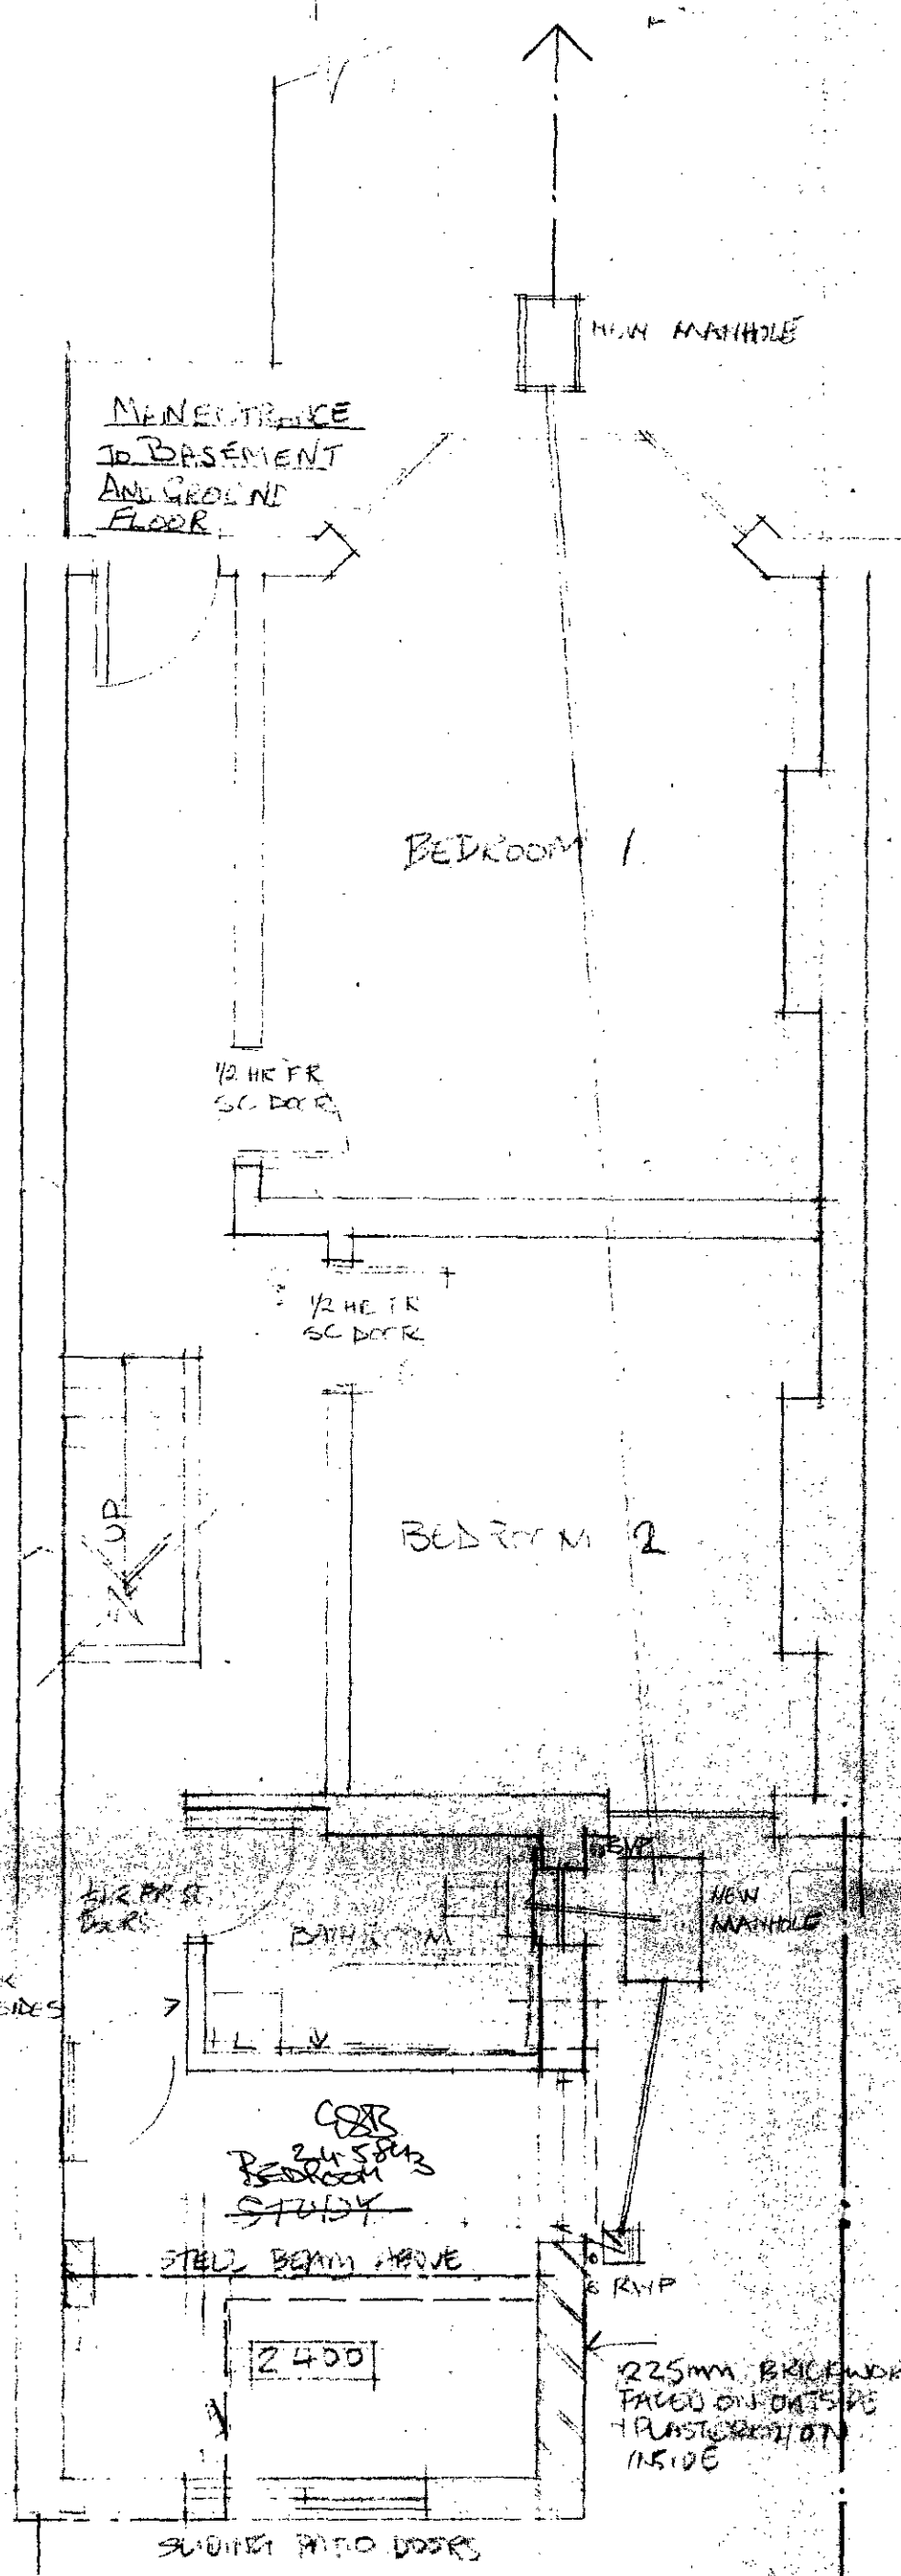 NEW MANHOLE
MAIN ENTRANCE
TO BASEMENT
AND GROUND
FLOOR
BEDROOM 1
1/2 HR FR
SC DOOR
1/2 HR FR
SC DOOR
UP
BEDROOM 2
SVP
NEW
MANHOLE
BATHROOM
SIDES
BEDROOM
STUDY
STEEL BEAM ABOVE
RWP
2400
225mm BRICKWORK
FACED ON OUTSIDE
INSIDE
SLIDING PATIO DOORS